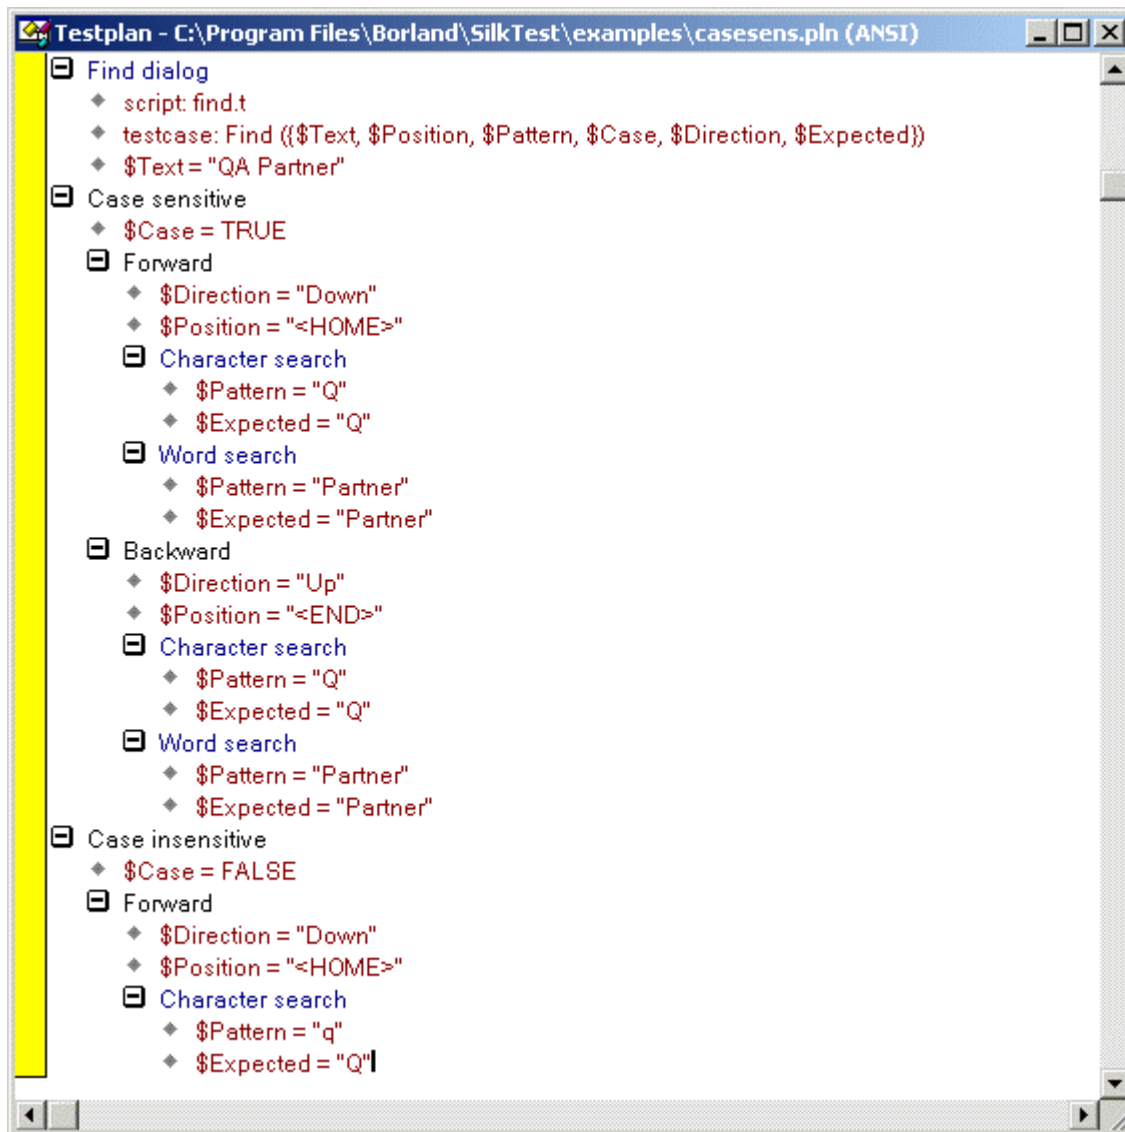 Testplan - C:\Program Files\Borland\SilkTest\examples\casesens.pln (ANSI)
Find dialog
script: find.t
testcase: Find ({$Text, $Position, $Pattern, $Case, $Direction, $Expected})
$Text = "QA Partner"
Case sensitive
$Case = TRUE
Forward
$Direction = "Down"
$Position = "<HOME>"
Character search
$Pattern = "Q"
$Expected = "Q"
Word search
$Pattern = "Partner"
$Expected = "Partner"
Backward
$Direction = "Up"
$Position = "<END>"
Character search
$Pattern = "Q"
$Expected = "Q"
Word search
$Pattern = "Partner"
$Expected = "Partner"
Case insensitive
$Case = FALSE
Forward
$Direction = "Down"
$Position = "<HOME>"
Character search
$Pattern = "q"
$Expected = "Q"